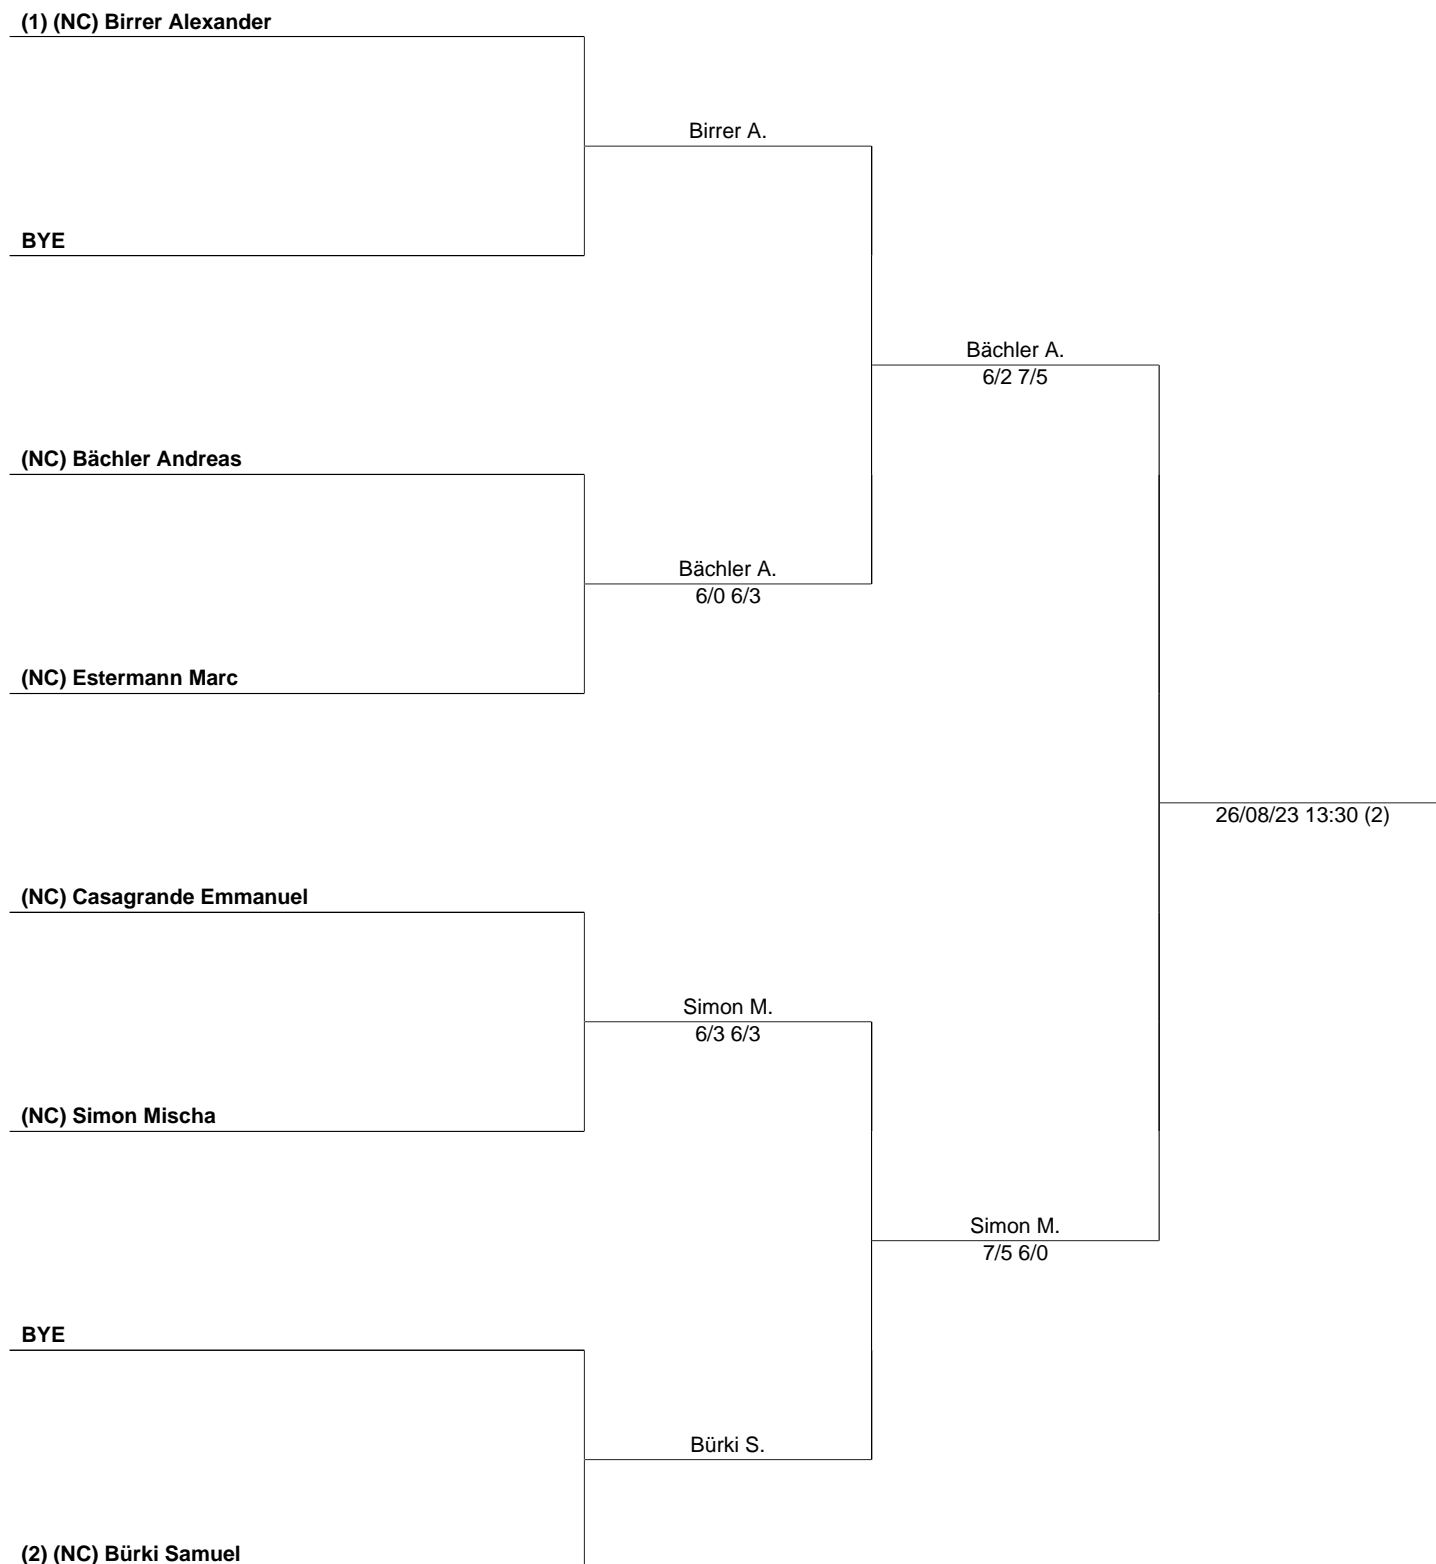 (1) (NC) Birrer Alexander
Birrer A.
BYE
Bächler A.
6/2 7/5
(NC) Bächler Andreas
Bächler A.
6/0 6/3
(NC) Estermann Marc
26/08/23 13:30 (2)
(NC) Casagrande Emmanuel
Simon M.
6/3 6/3
(NC) Simon Mischa
Simon M.
7/5 6/0
BYE
Bürki S.
(2) (NC) Bürki Samuel